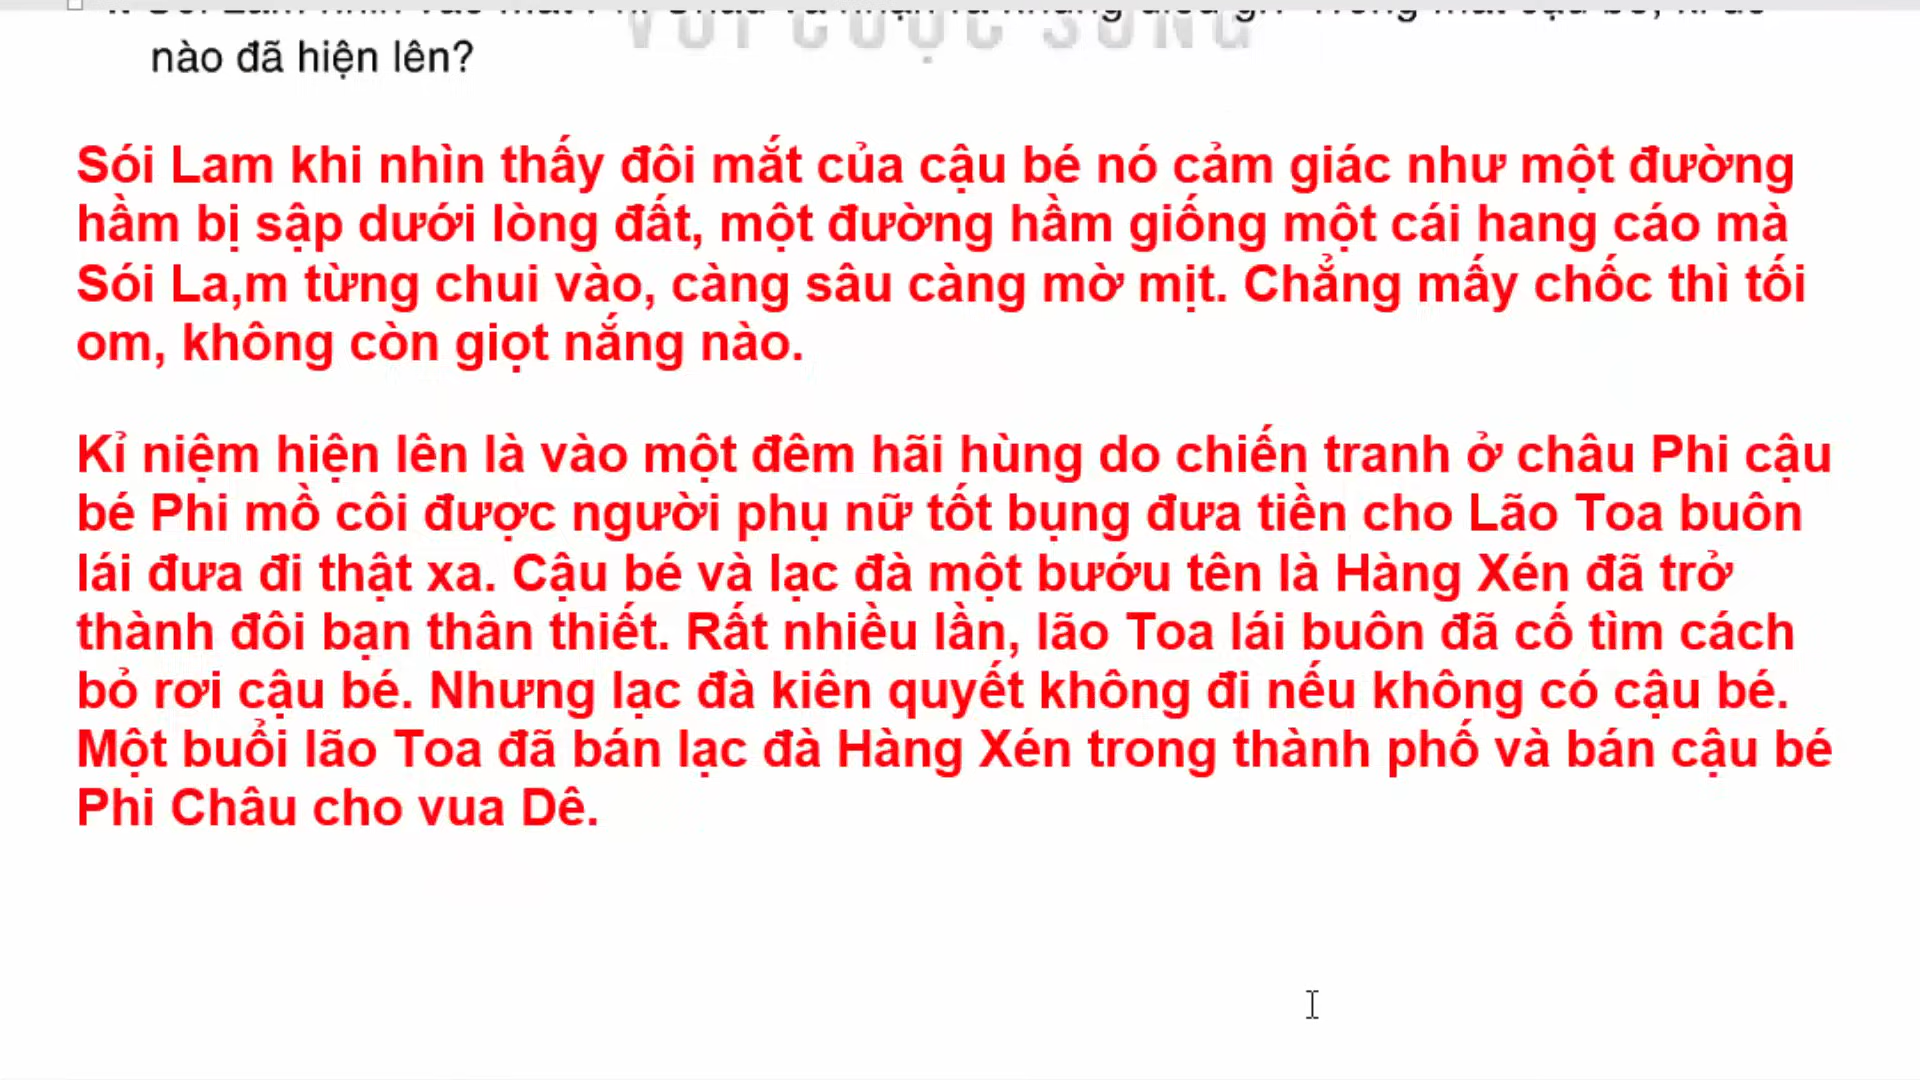 nào đã hiện lên?
VỚI CUỘC SỐNG
Sói Lam khi nhìn thấy đôi mắt của cậu bé nó cảm giác như một đường
hầm bị sập dưới lòng đất, một đường hầm giống một cái hang cáo mà
Sói La,m từng chui vào, càng sâu càng mờ mịt. Chẳng mấy chốc thì tối
om, không còn giọt nắng nào.
Kỉ niệm hiện lên là vào một đêm hãi hùng do chiến tranh ở châu Phi cậu
bé Phi mồ côi được người phụ nữ tốt bụng đưa tiền cho Lão Toa buôn
lái đưa đi thật xa. Cậu bé và lạc đà một bướu tên là Hàng Xén đã trở
thành đôi bạn thân thiết. Rất nhiều lần, lão Toa lái buôn đã cố tìm cách
bỏ rơi cậu bé. Nhưng lạc đà kiên quyết không đi nếu không có cậu bé.
Một buổi lão Toa đã bán lạc đà Hàng Xén trong thành phố và bán cậu bé
Phi Châu cho vua Dê.